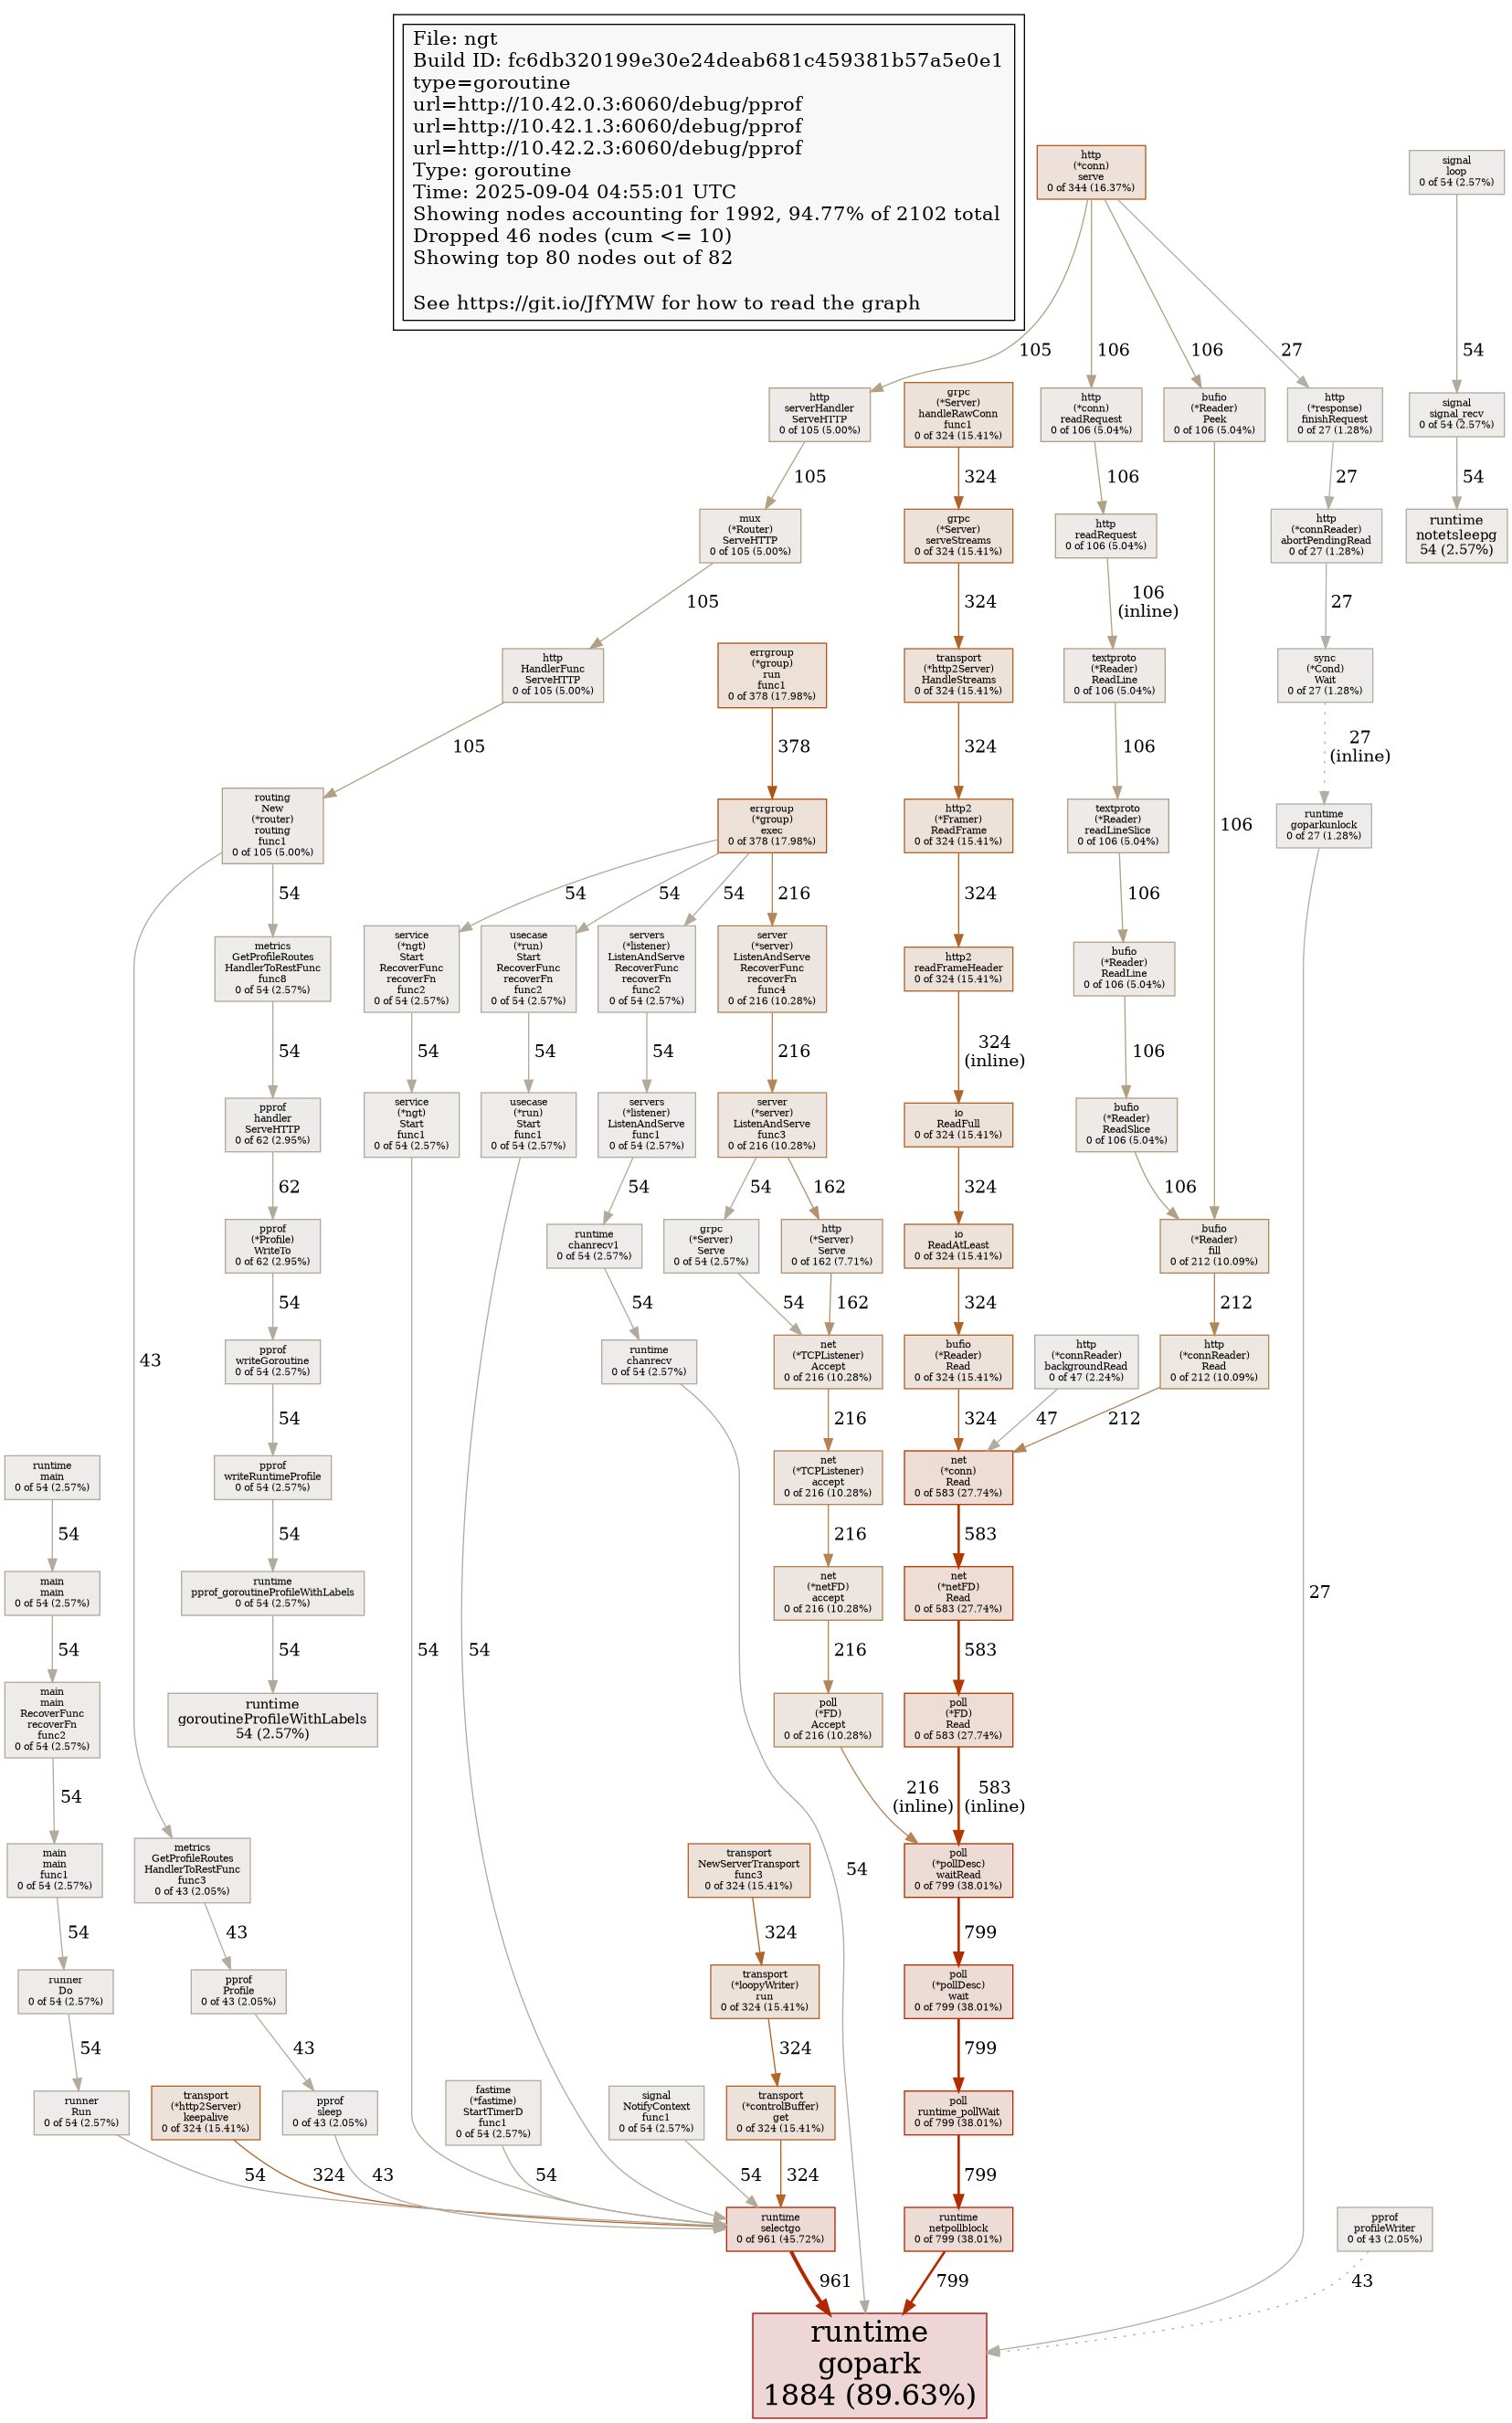 File: ngt
Build ID: fc6db320199e30e24deab681c459381b57a5e0e1
type=goroutine
url=http://10.42.0.3:6060/debug/pprof
url=http://10.42.1.3:6060/debug/pprof
url=http://10.42.2.3:6060/debug/pprof
Type: goroutine
Time: 2025-09-04 04:55:01 UTC
Showing nodes accounting for 1992, 94.77% of 2102 total
Dropped 46 nodes (cum <= 10)
Showing top 80 nodes out of 82
See https://git.io/JfYMW for how to read the graph
http
(*conn)
serve
0 of 344 (16.37%)
signal
loop
0 of 54 (2.57%)
105
106
106
27
54
http
serverHandler
ServeHTTP
0 of 105 (5.00%)
grpc
(*Server)
handleRawConn
func1
0 of 324 (15.41%)
http
(*conn)
readRequest
0 of 106 (5.04%)
bufio
(*Reader)
Peek
0 of 106 (5.04%)
http
(*response)
finishRequest
0 of 27 (1.28%)
signal
signal_recv
0 of 54 (2.57%)
105
324
106
27
54
mux
(*Router)
ServeHTTP
0 of 105 (5.00%)
grpc
(*Server)
serveStreams
0 of 324 (15.41%)
http
readRequest
0 of 106 (5.04%)
http
(*connReader)
abortPendingRead
0 of 27 (1.28%)
runtime
notetsleepg
54 (2.57%)
105
324
106
(inline)
27
http
HandlerFunc
ServeHTTP
0 of 105 (5.00%)
errgroup
(*group)
run
func1
0 of 378 (17.98%)
transport
(*http2Server)
HandleStreams
0 of 324 (15.41%)
textproto
(*Reader)
ReadLine
0 of 106 (5.04%)
sync
(*Cond)
Wait
0 of 27 (1.28%)
105
378
324
106
27
(inline)
routing
New
(*router)
routing
func1
0 of 105 (5.00%)
errgroup
(*group)
exec
0 of 378 (17.98%)
http2
(*Framer)
ReadFrame
0 of 324 (15.41%)
textproto
(*Reader)
readLineSlice
0 of 106 (5.04%)
106
runtime
goparkunlock
0 of 27 (1.28%)
54
54
54
54
216
324
106
metrics
GetProfileRoutes
HandlerToRestFunc
func8
0 of 54 (2.57%)
service
(*ngt)
Start
RecoverFunc
recoverFn
func2
0 of 54 (2.57%)
usecase
(*run)
Start
RecoverFunc
recoverFn
func2
0 of 54 (2.57%)
servers
(*listener)
ListenAndServe
RecoverFunc
recoverFn
func2
0 of 54 (2.57%)
server
(*server)
ListenAndServe
RecoverFunc
recoverFn
func4
0 of 216 (10.28%)
http2
readFrameHeader
0 of 324 (15.41%)
bufio
(*Reader)
ReadLine
0 of 106 (5.04%)
54
54
54
54
216
324
(inline)
106
pprof
handler
ServeHTTP
0 of 62 (2.95%)
service
(*ngt)
Start
func1
0 of 54 (2.57%)
usecase
(*run)
Start
func1
0 of 54 (2.57%)
servers
(*listener)
ListenAndServe
func1
0 of 54 (2.57%)
server
(*server)
ListenAndServe
func3
0 of 216 (10.28%)
io
ReadFull
0 of 324 (15.41%)
bufio
(*Reader)
ReadSlice
0 of 106 (5.04%)
62
54
54
162
324
106
pprof
(*Profile)
WriteTo
0 of 62 (2.95%)
runtime
chanrecv1
0 of 54 (2.57%)
grpc
(*Server)
Serve
0 of 54 (2.57%)
http
(*Server)
Serve
0 of 162 (7.71%)
io
ReadAtLeast
0 of 324 (15.41%)
bufio
(*Reader)
fill
0 of 212 (10.09%)
54
54
54
162
324
212
43
pprof
writeGoroutine
0 of 54 (2.57%)
runtime
chanrecv
0 of 54 (2.57%)
net
(*TCPListener)
Accept
0 of 216 (10.28%)
bufio
(*Reader)
Read
0 of 324 (15.41%)
http
(*connReader)
backgroundRead
0 of 47 (2.24%)
http
(*connReader)
Read
0 of 212 (10.09%)
54
216
324
47
212
runtime
main
0 of 54 (2.57%)
pprof
writeRuntimeProfile
0 of 54 (2.57%)
net
(*TCPListener)
accept
0 of 216 (10.28%)
net
(*conn)
Read
0 of 583 (27.74%)
54
54
216
583
main
main
0 of 54 (2.57%)
runtime
pprof_goroutineProfileWithLabels
0 of 54 (2.57%)
net
(*netFD)
accept
0 of 216 (10.28%)
net
(*netFD)
Read
0 of 583 (27.74%)
27
54
54
54
54
216
583
main
main
RecoverFunc
recoverFn
func2
0 of 54 (2.57%)
runtime
goroutineProfileWithLabels
54 (2.57%)
poll
(*FD)
Accept
0 of 216 (10.28%)
poll
(*FD)
Read
0 of 583 (27.74%)
54
216
(inline)
583
(inline)
main
main
func1
0 of 54 (2.57%)
metrics
GetProfileRoutes
HandlerToRestFunc
func3
0 of 43 (2.05%)
transport
NewServerTransport
func3
0 of 324 (15.41%)
54
poll
(*pollDesc)
waitRead
0 of 799 (38.01%)
54
43
324
799
runner
Do
0 of 54 (2.57%)
pprof
Profile
0 of 43 (2.05%)
transport
(*loopyWriter)
run
0 of 324 (15.41%)
poll
(*pollDesc)
wait
0 of 799 (38.01%)
54
43
324
799
runner
Run
0 of 54 (2.57%)
transport
(*http2Server)
keepalive
0 of 324 (15.41%)
pprof
sleep
0 of 43 (2.05%)
fastime
(*fastime)
StartTimerD
func1
0 of 54 (2.57%)
signal
NotifyContext
func1
0 of 54 (2.57%)
transport
(*controlBuffer)
get
0 of 324 (15.41%)
poll
runtime_pollWait
0 of 799 (38.01%)
54
324
43
54
54
324
799
runtime
selectgo
0 of 961 (45.72%)
runtime
netpollblock
0 of 799 (38.01%)
pprof
profileWriter
0 of 43 (2.05%)
961
799
43
runtime
gopark
1884 (89.63%)